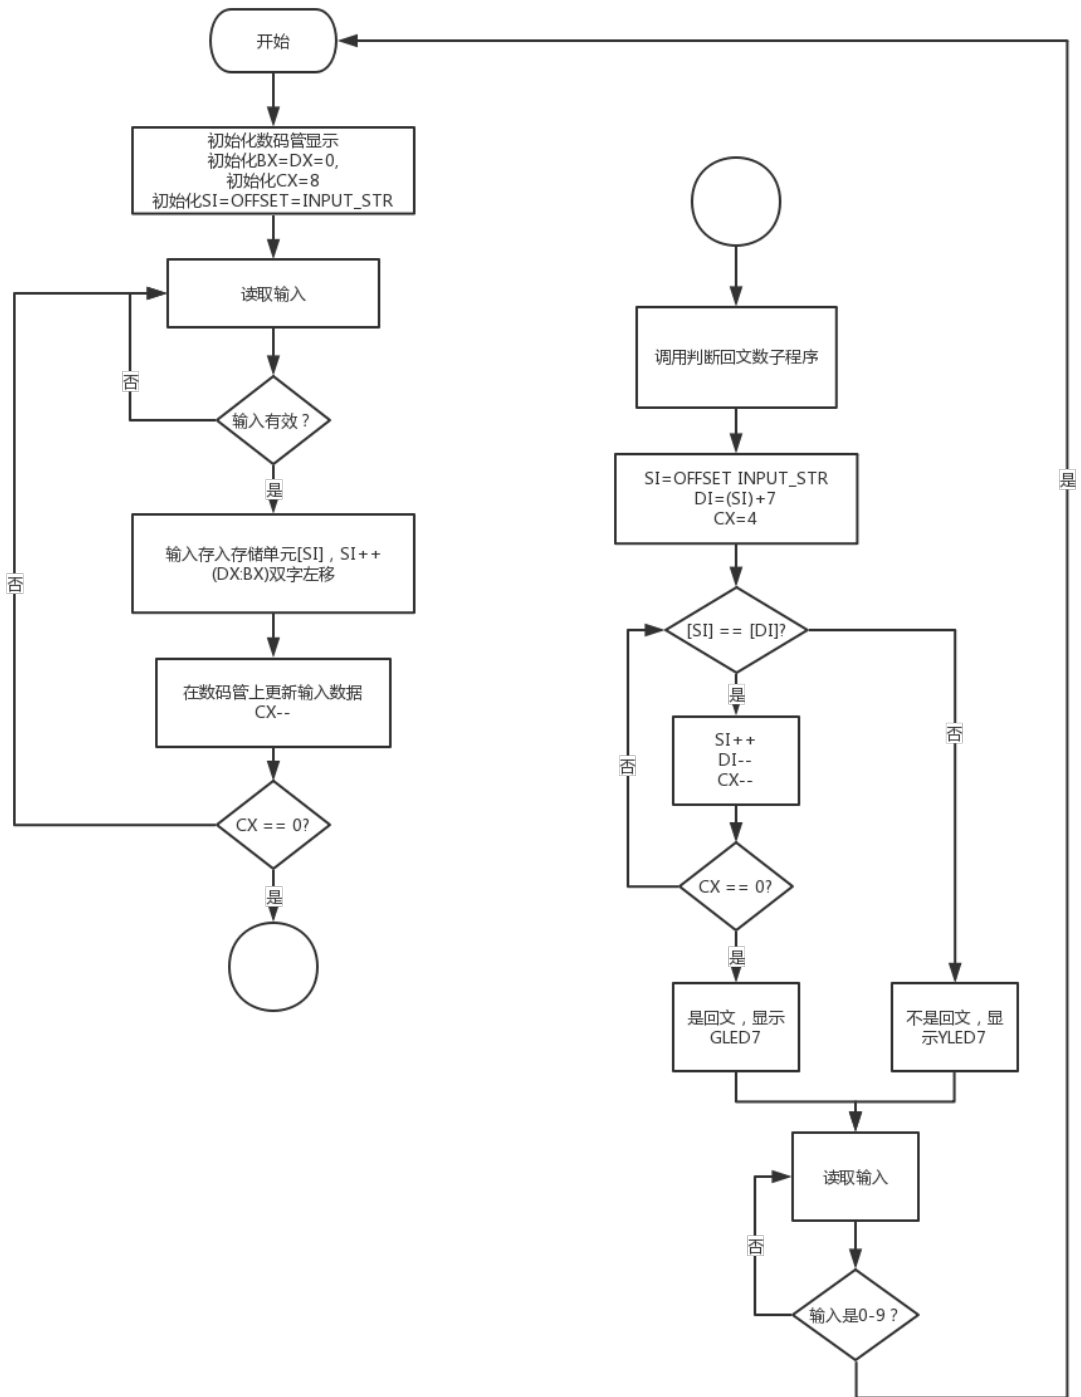 开始
初始化数码管显示
初始化BX=DX=0,
初始化CX=8
初始化SI=OFFSET=INPUT_STR
读取输入
否
输入有效？
是
输入存入存储单元[SI]，SI++
(DX:BX)双字左移
否
在数码管上更新输入数据
CX--
CX == 0?
是
调用判断回文数子程序
SI=OFFSET INPUT_STR
DI=(SI)+7
CX=4
[SI] == [DI]?
是
否
SI++
DI--
CX--
否
CX == 0?
是
是回文，显示
GLED7
不是回文，显
示YLED7
读取输入
否
输入是0-9？
是